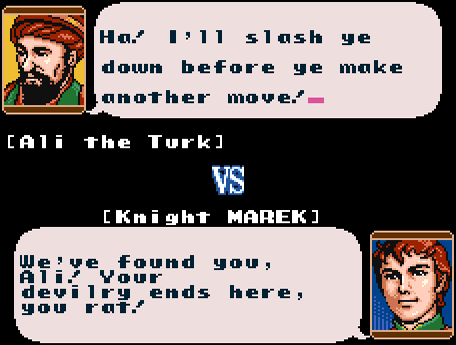 Ha! I'll slash ye
down before ye make
another move!
[Ali the Turk]
VS
[Knight MAREK]
We've found you,
Ali! Your
devilry ends here,
you rat!